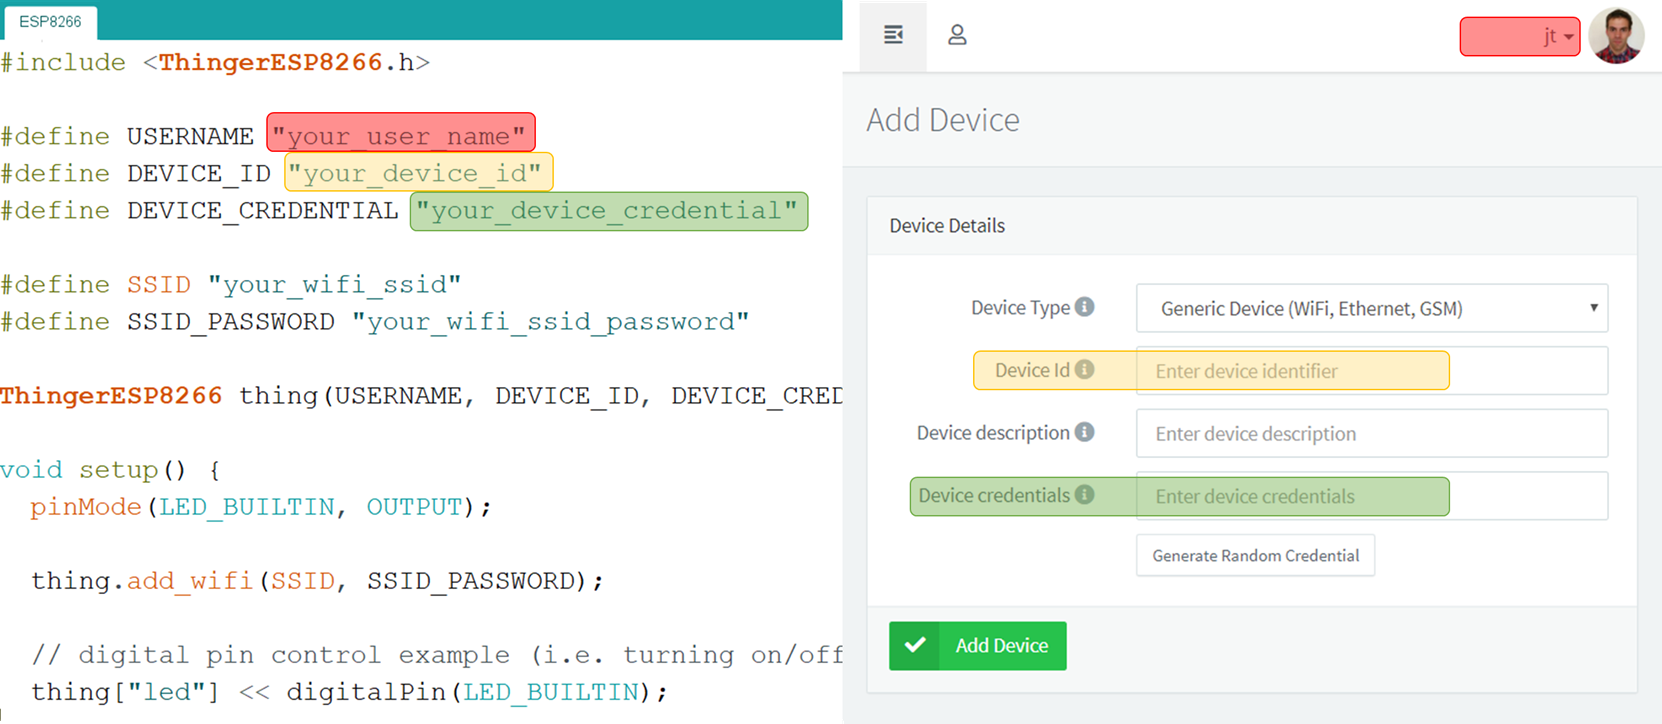 ESP8266
#include <ThingerESP8266.h>
#define USERNAME "your_user_name"
#define DEVICE_ID "your_device_id"
#define DEVICE_CREDENTIAL "your_device_credential"
#define SSID "your_wifi_ssid"
#define SSID_PASSWORD "your_wifi_ssid_password"
ThingerESP8266 thing(USERNAME, DEVICE_ID, DEVICE_CRED
void setup() {
pinMode(LED_BUILTIN, OUTPUT);
thing.add_wifi(SSID, SSID_PASSWORD);
// digital pin control example (i.e. turning on/off
thing["led"] << digitalPin(LED_BUILTIN);
jt
Add Device
Device Details
Device Type Generic Device (WiFi, Ethernet, GSM)
Device Id Enter device identifier
Device description Enter device description
Device credentials Enter device credentials
Generate Random Credential
Add Device